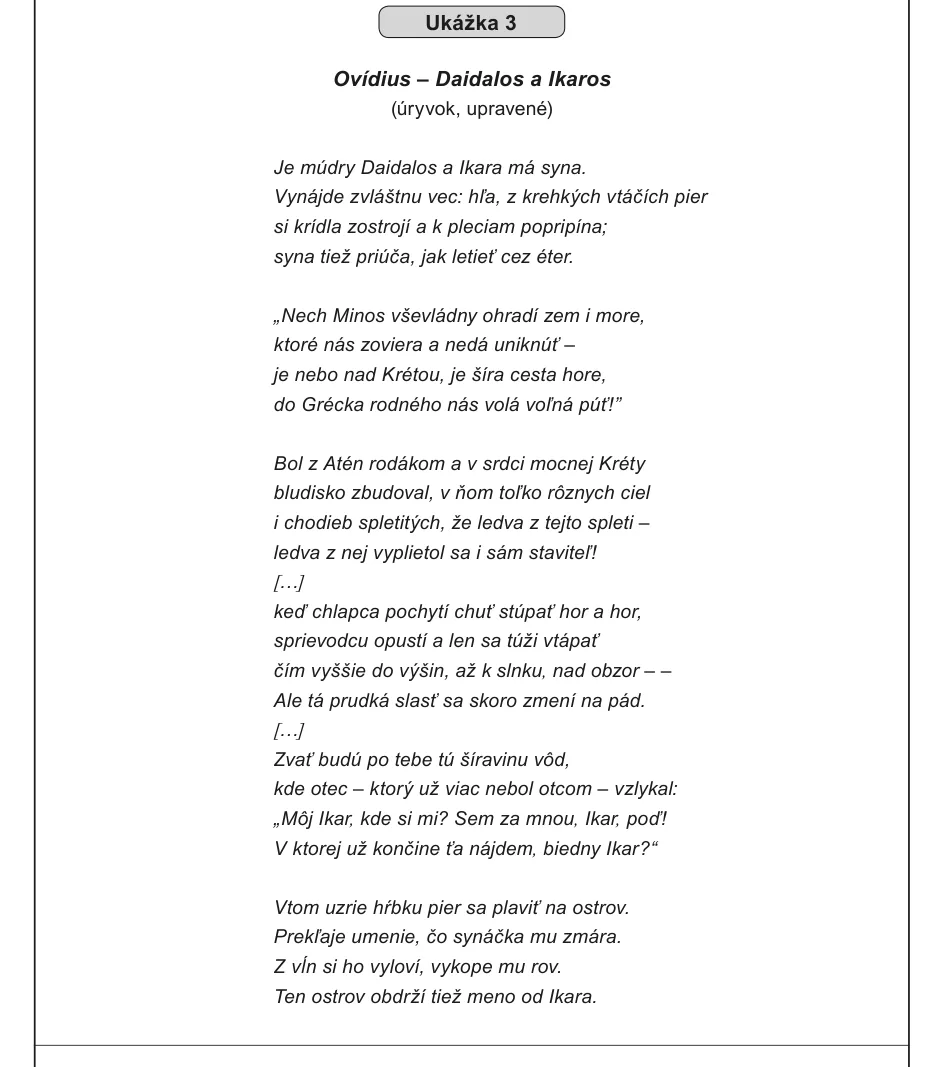 Ukážka 3
Ovídius – Daidalos a Ikaros
(úryvok, upravené)
Je múdry Daidalos a Ikara má syna.
Vynájde zvláštnu vec: hľa, z krehkých vtáčích pier
si krídla zostrojí a k pleciam popripína;
syna tiež priúča, jak letieť cez éter.
„Nech Minos vševládny ohradí zem i more,
ktoré nás zoviera a nedá uniknúť –
je nebo nad Krétou, je šíra cesta hore,
do Grécka rodného nás volá voľná púť!”
Bol z Atén rodákom a v srdci mocnej Kréty
bludisko zbudoval, v ňom toľko rôznych ciel
i chodieb spletitých, že ledva z tejto spleti –
ledva z nej vyplietol sa i sám staviteľ!
[…]
keď chlapca pochytí chuť stúpať hor a hor,
sprievodcu opustí a len sa túži vtápať
čím vyššie do výšin, až k slnku, nad obzor – –
Ale tá prudká slasť sa skoro zmení na pád.
[…]
Zvať budú po tebe tú šíravinu vôd,
kde otec – ktorý už viac nebol otcom – vzlykal:
„Môj Ikar, kde si mi? Sem za mnou, Ikar, poď!
V ktorej už končine ťa nájdem, biedny Ikar?“
Vtom uzrie hŕbku pier sa plaviť na ostrov.
Prekľaje umenie, čo synáčka mu zmára.
Z vĺn si ho vyloví, vykope mu rov.
Ten ostrov obdrží tiež meno od Ikara.